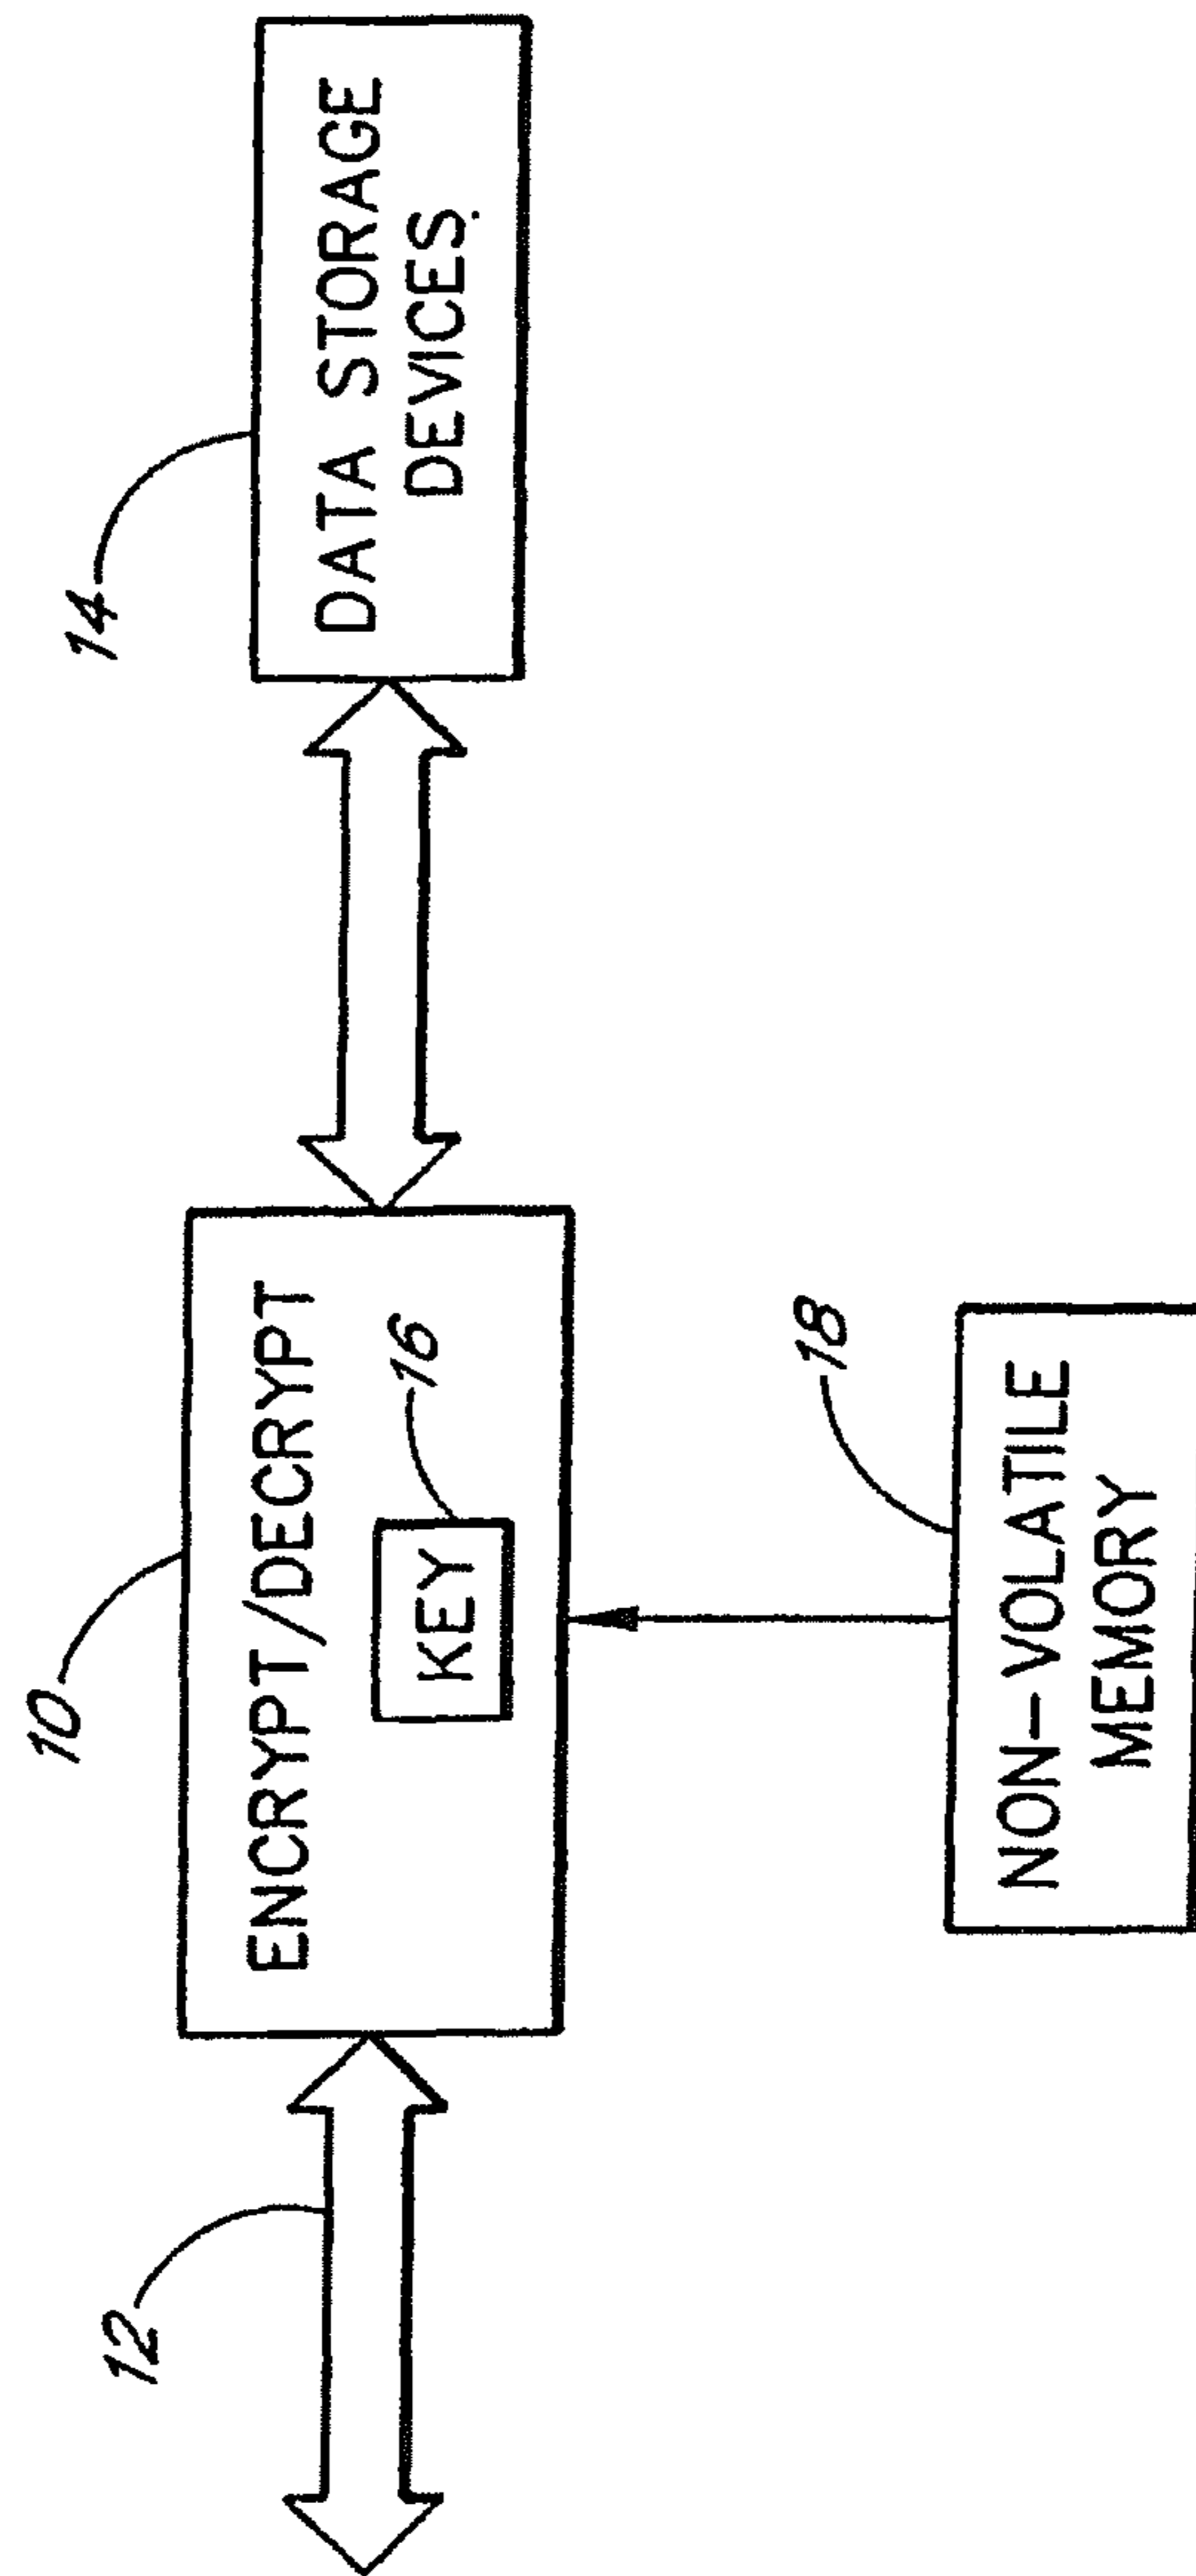 12
10
ENCRYPT/DECRYPT
KEY
16
14
DATA STORAGE
DEVICES
18
NON-VOLATILE
MEMORY